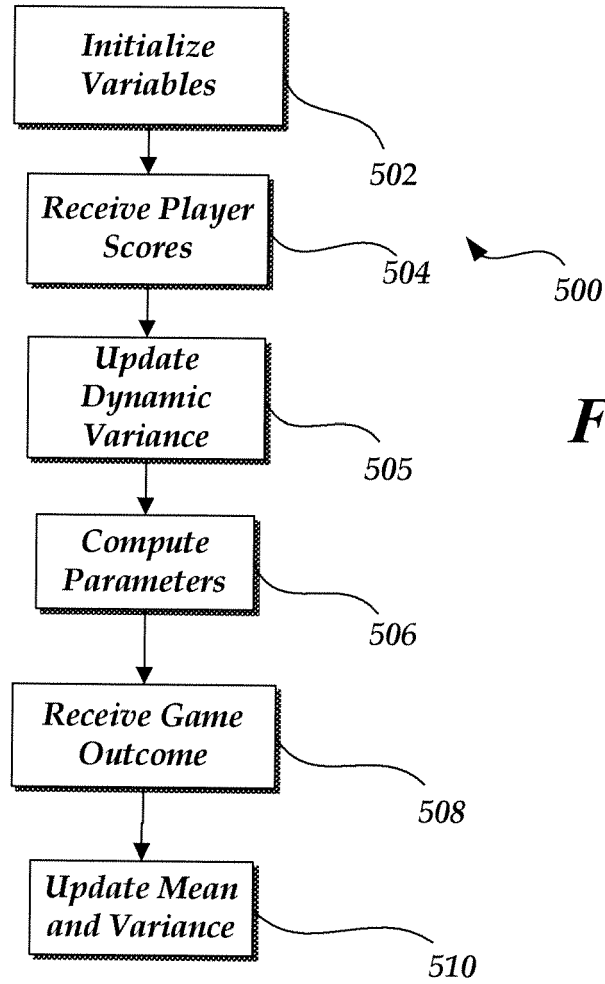 Initialize
Variables
502
Receive Player
Scores
504
500
Update
Dynamic
Variance
505
F
Compute
Parameters
506
Receive Game
Outcome
508
Update Mean
and Variance
510